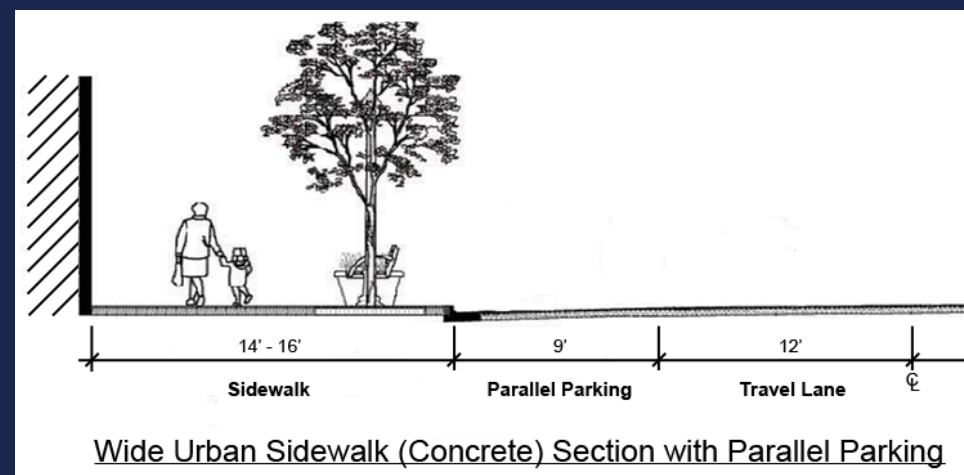 14' - 16' 9' 12'
Sidewalk Parallel Parking Travel Lane ℄
Wide Urban Sidewalk (Concrete) Section with Parallel Parking